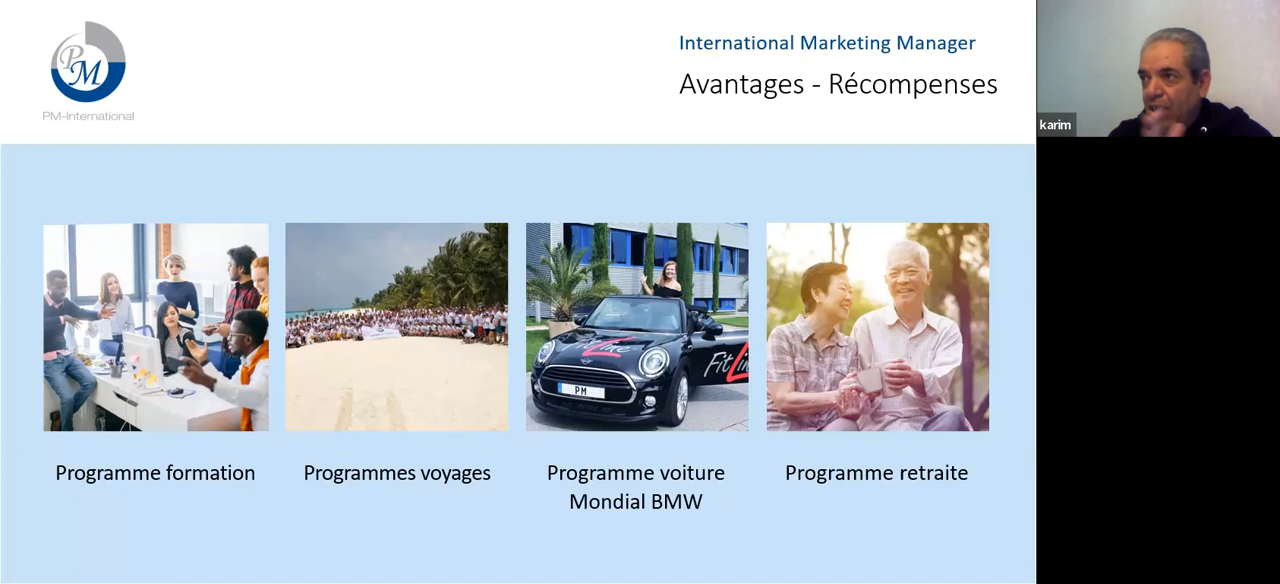 PM
PM-International
International Marketing Manager
Avantages - Récompenses
karim
FitLine
PM
FitLin
Programme formation
Programmes voyages
Programme voiture
Mondial BMW
Programme retraite